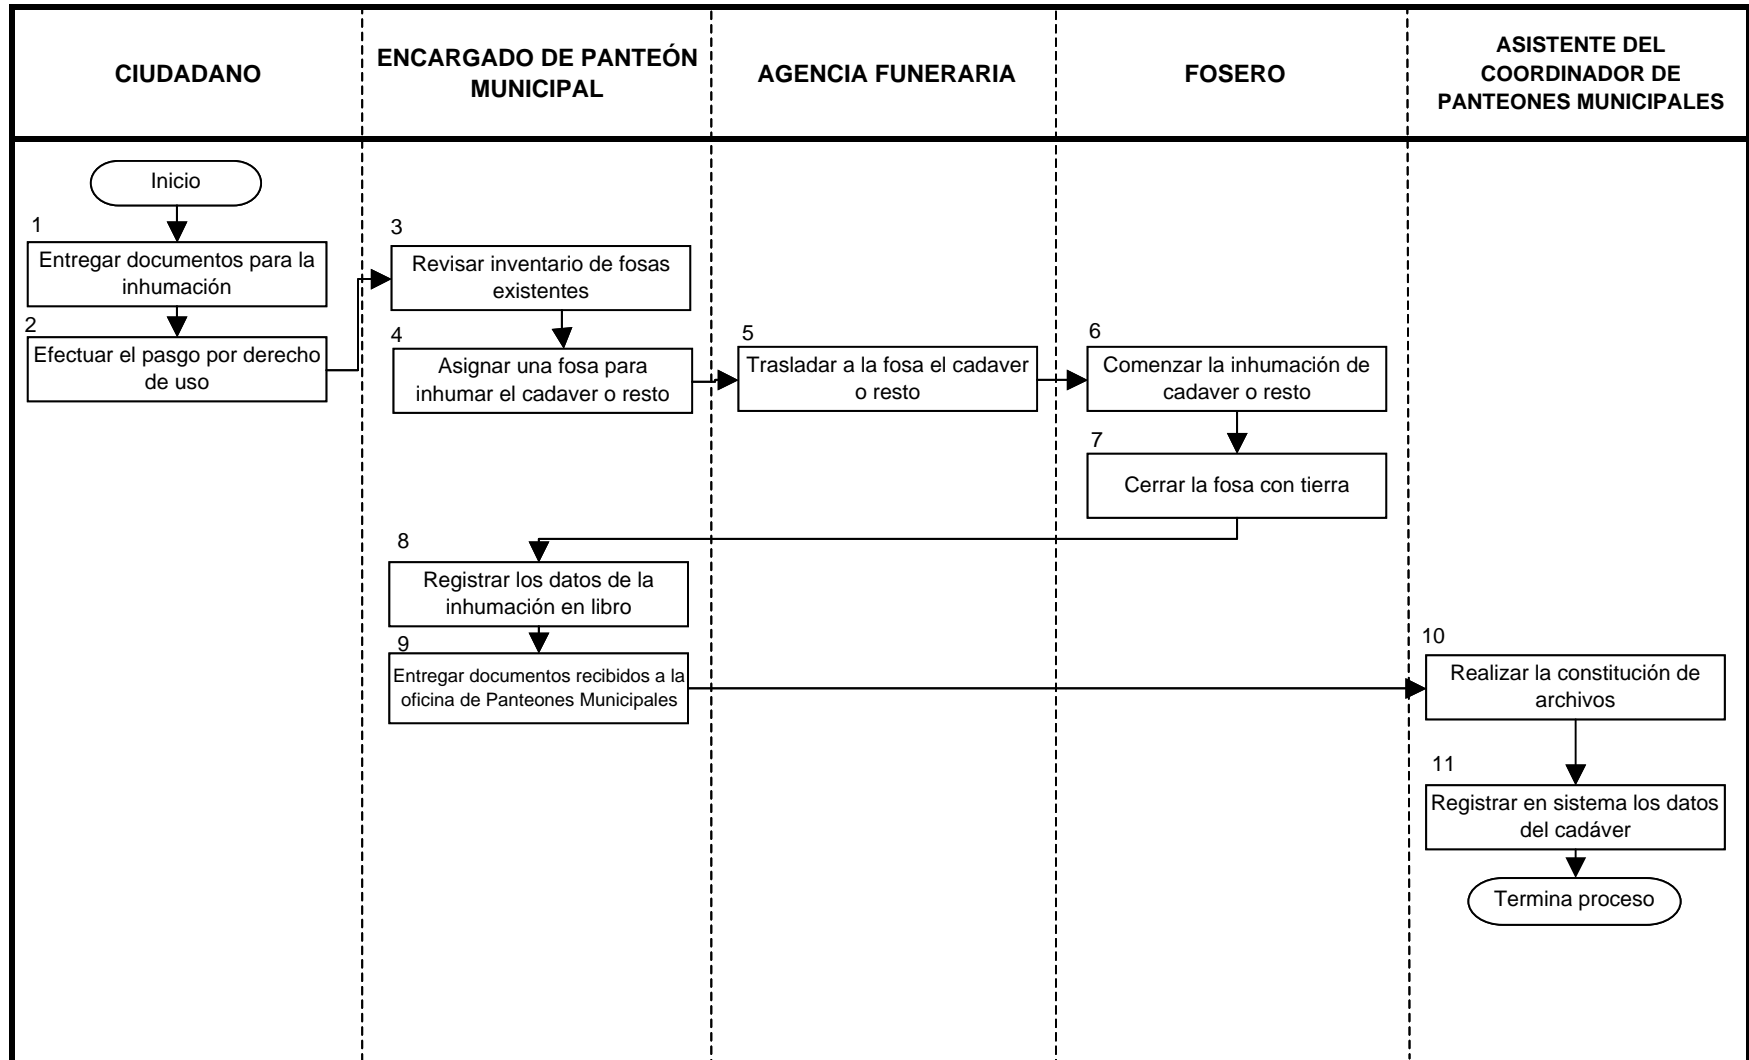 CIUDADANO
ENCARGADO DE PANTEÓN
MUNICIPAL
AGENCIA FUNERARIA
FOSERO
ASISTENTE DEL
COORDINADOR DE
PANTEONES MUNICIPALES
Inicio
1
Entregar documentos para la
inhumación
2
Efectuar el pasgo por derecho
de uso
3
Revisar inventario de fosas
existentes
4
Asignar una fosa para
inhumar el cadaver o resto
5
Trasladar a la fosa el cadaver
o resto
6
Comenzar la inhumación de
cadaver o resto
7
Cerrar la fosa con tierra
8
Registrar los datos de la
inhumación en libro
9
Entregar documentos recibidos a la
oficina de Panteones Municipales
10
Realizar la constitución de
archivos
11
Registrar en sistema los datos
del cadáver
Termina proceso